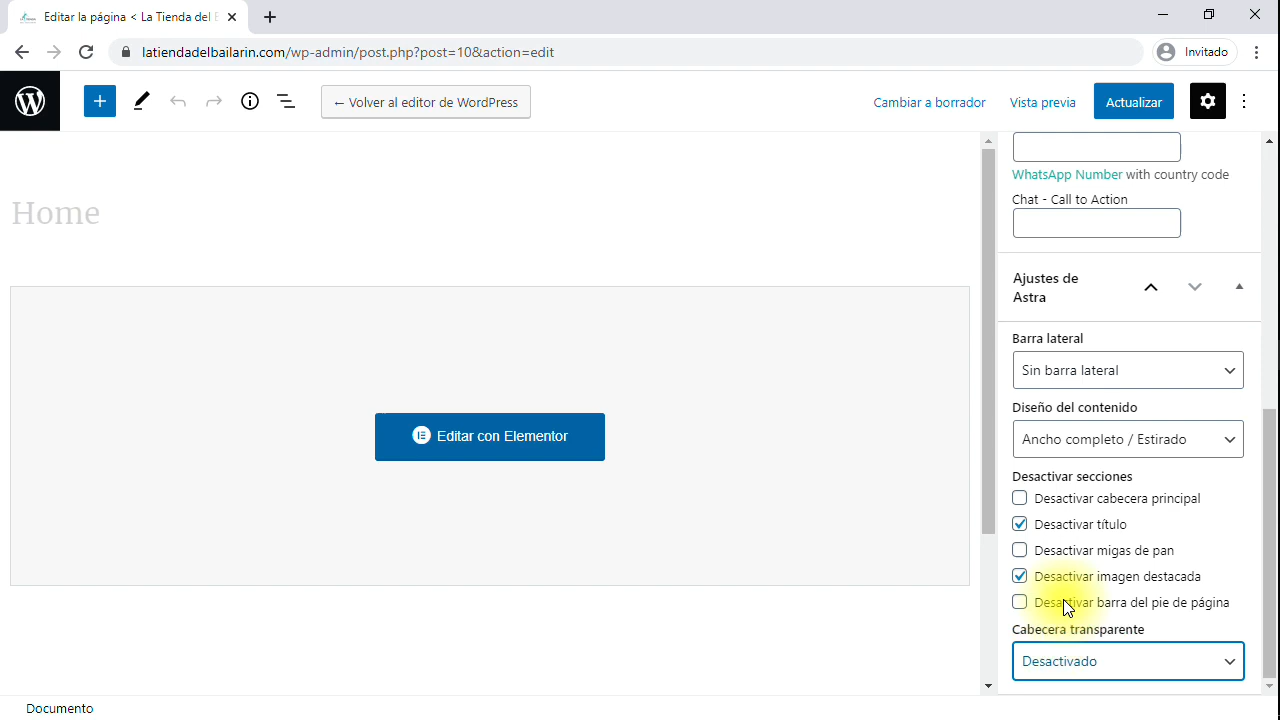 Editar la página < La Tienda del
latiendadelbailarin.com/wp-admin/post.php?post=10&action=edit
Invitado
← Volver al editor de WordPress
Cambiar a borrador
Vista previa
Actualizar
Home
Editar con Elementor
WhatsApp Number with country code
Chat - Call to Action
Ajustes de
Astra
Barra lateral
Sin barra lateral
Diseño del contenido
Ancho completo / Estirado
Desactivar secciones
Desactivar cabecera principal
Desactivar título
Desactivar migas de pan
Desactivar imagen destacada
Desactivar barra del pie de página
Cabecera transparente
Desactivado
Documento